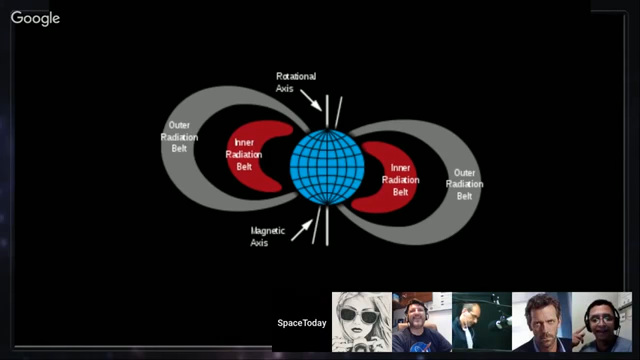 Google
Rotational
Axis
Outer
Radiation
Belt
Inner
Radiation
Belt
Inner
Radiation
Belt
Outer
Radiation
Belt
Magnetic
Axis
SpaceToday